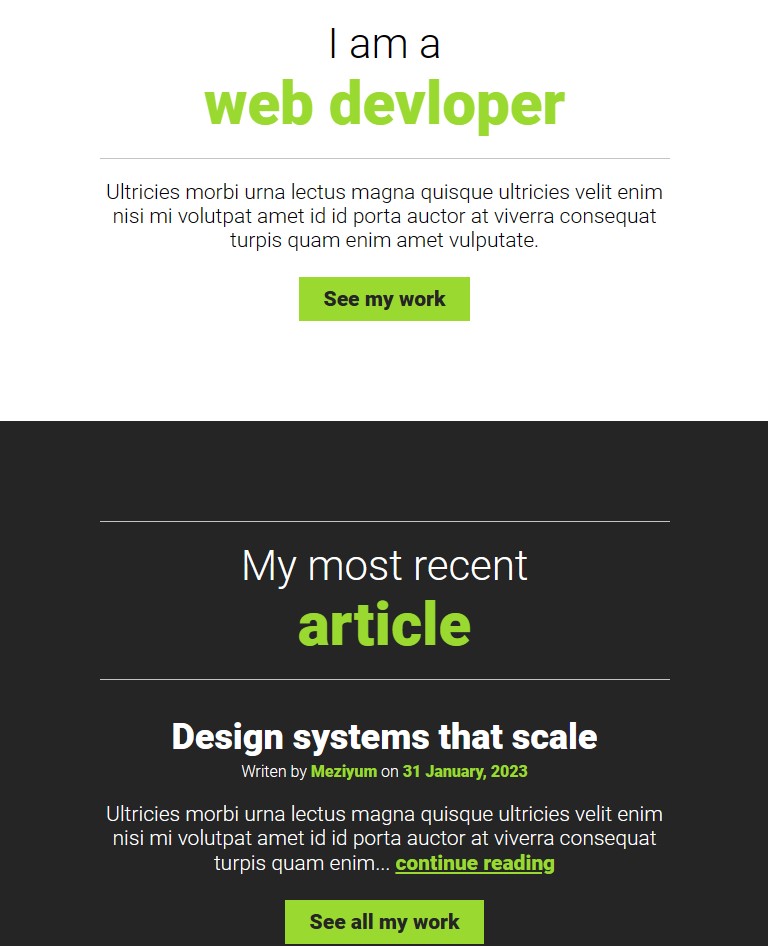 I am a
web devloper
Ultricies morbi urna lectus magna quisque ultricies velit enim
nisi mi volutpat amet id id porta auctor at viverra consequat
turpis quam enim amet vulputate.
See my work
My most recent
article
Design systems that scale
Writen by Meziyum on 31 January, 2023
Ultricies morbi urna lectus magna quisque ultricies velit enim
nisi mi volutpat amet id id porta auctor at viverra consequat
turpis quam enim... continue reading
See all my work